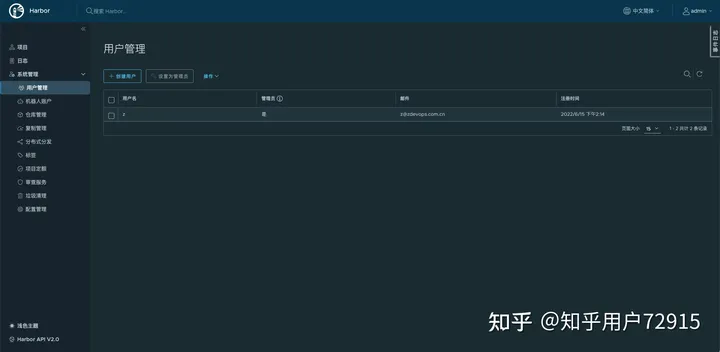 Harbor
搜索 Harbor...
中文简体
admin
事件日志
项目
日志
系统管理
用户管理
机器人账户
仓库管理
复制管理
分布式分发
标签
项目定额
审查服务
垃圾清理
配置管理
浅色主题
Harbor API V2.0
用户管理
+ 创建用户
设置为管理员
操作
用户名
管理员
邮件
注册时间
z
是
z@zdevops.com.cn
2022/6/15 下午2:14
页面大小 15 1 - 2 共计 2 条记录
知乎 @知乎用户72915